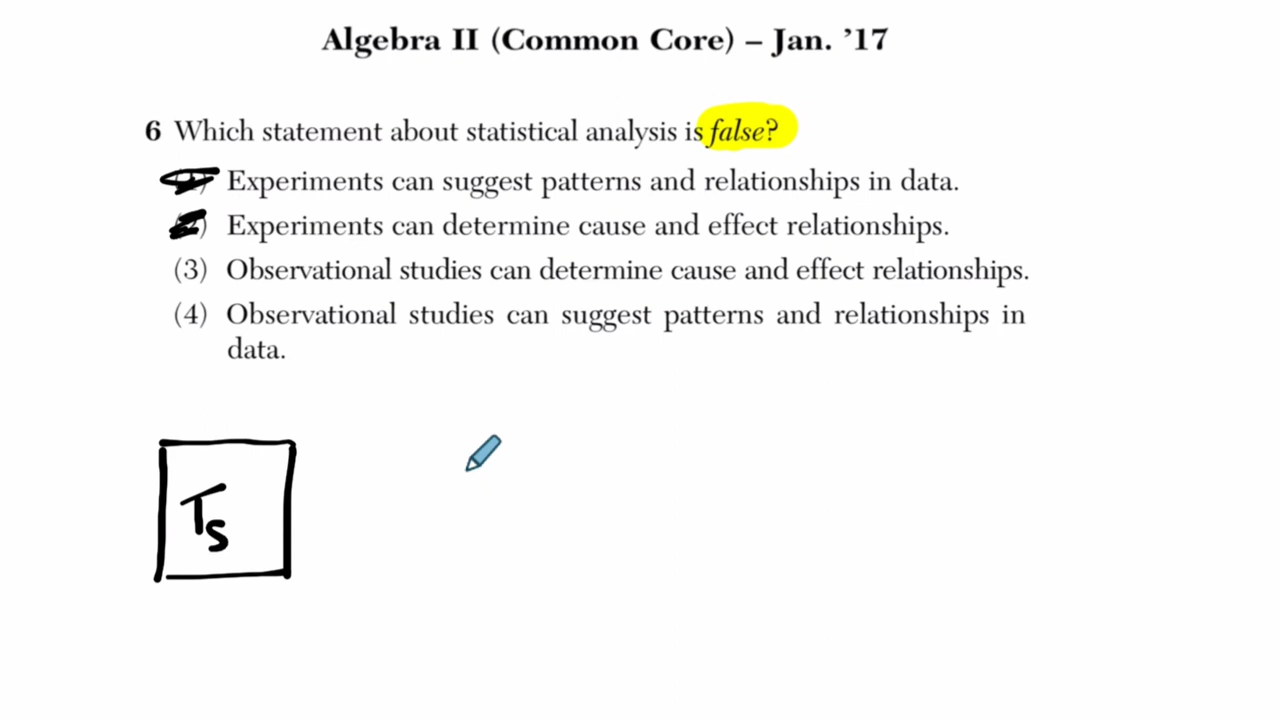 Algebra II (Common Core) – Jan. ’17
6 Which statement about statistical analysis is false?
Experiments can suggest patterns and relationships in data.
Experiments can determine cause and effect relationships.
(3) Observational studies can determine cause and effect relationships.
(4) Observational studies can suggest patterns and relationships in
data.
Ts